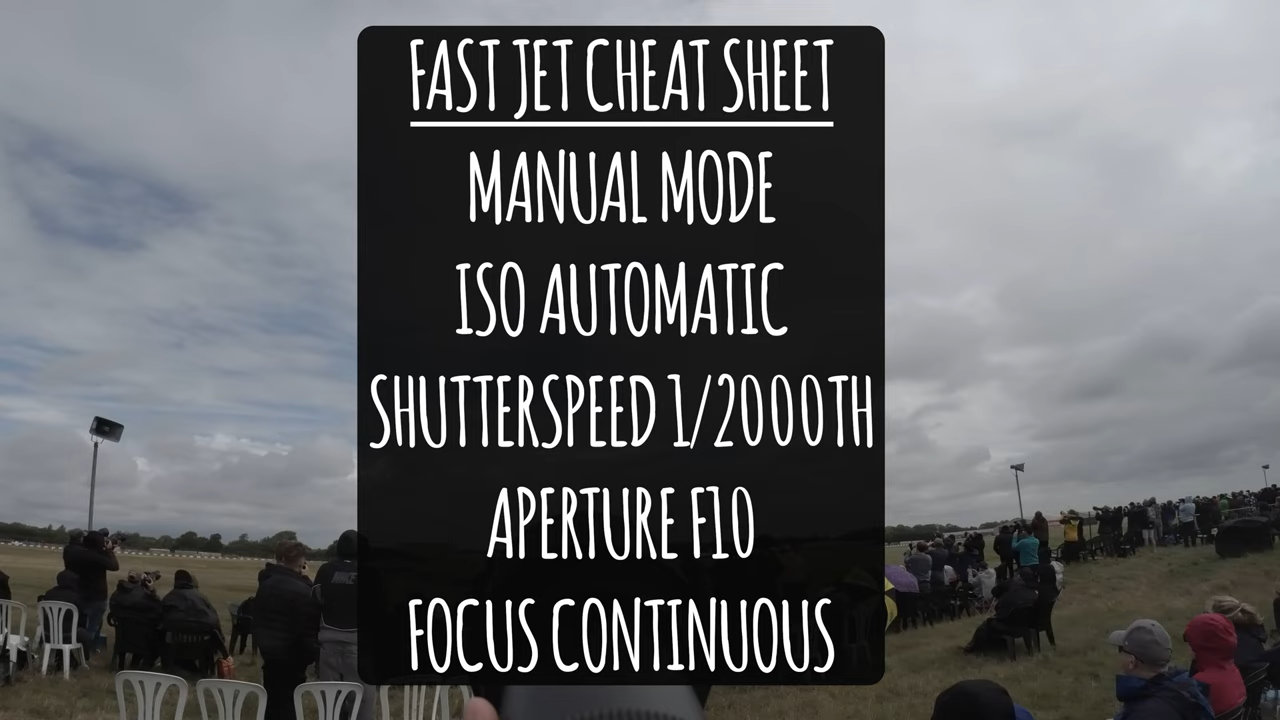 FAST JET CHEAT SHEET
MANUAL MODE
ISO AUTOMATIC
SHUTTERSPEED 1/2000TH
APERTURE F10
FOCUS CONTINUOUS